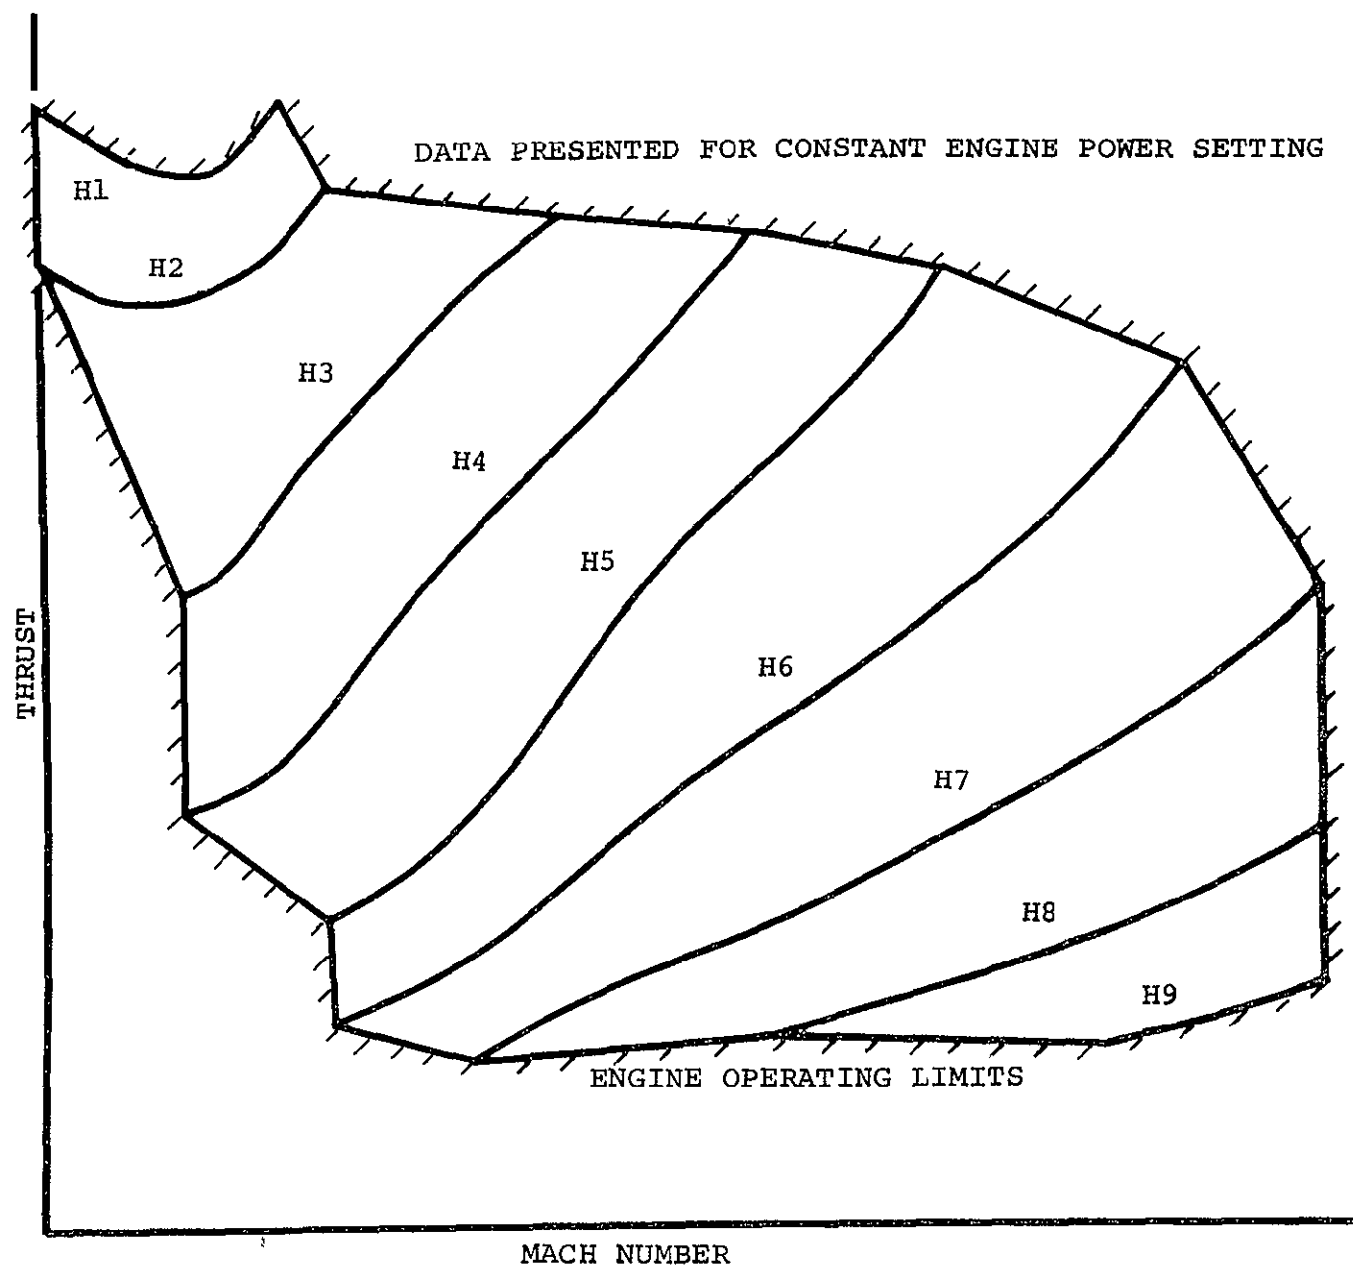 DATA PRESENTED FOR CONSTANT ENGINE POWER SETTING
H1
H2
H3
H4
H5
H6
H7
H8
H9
THRUST
ENGINE OPERATING LIMITS
MACH NUMBER